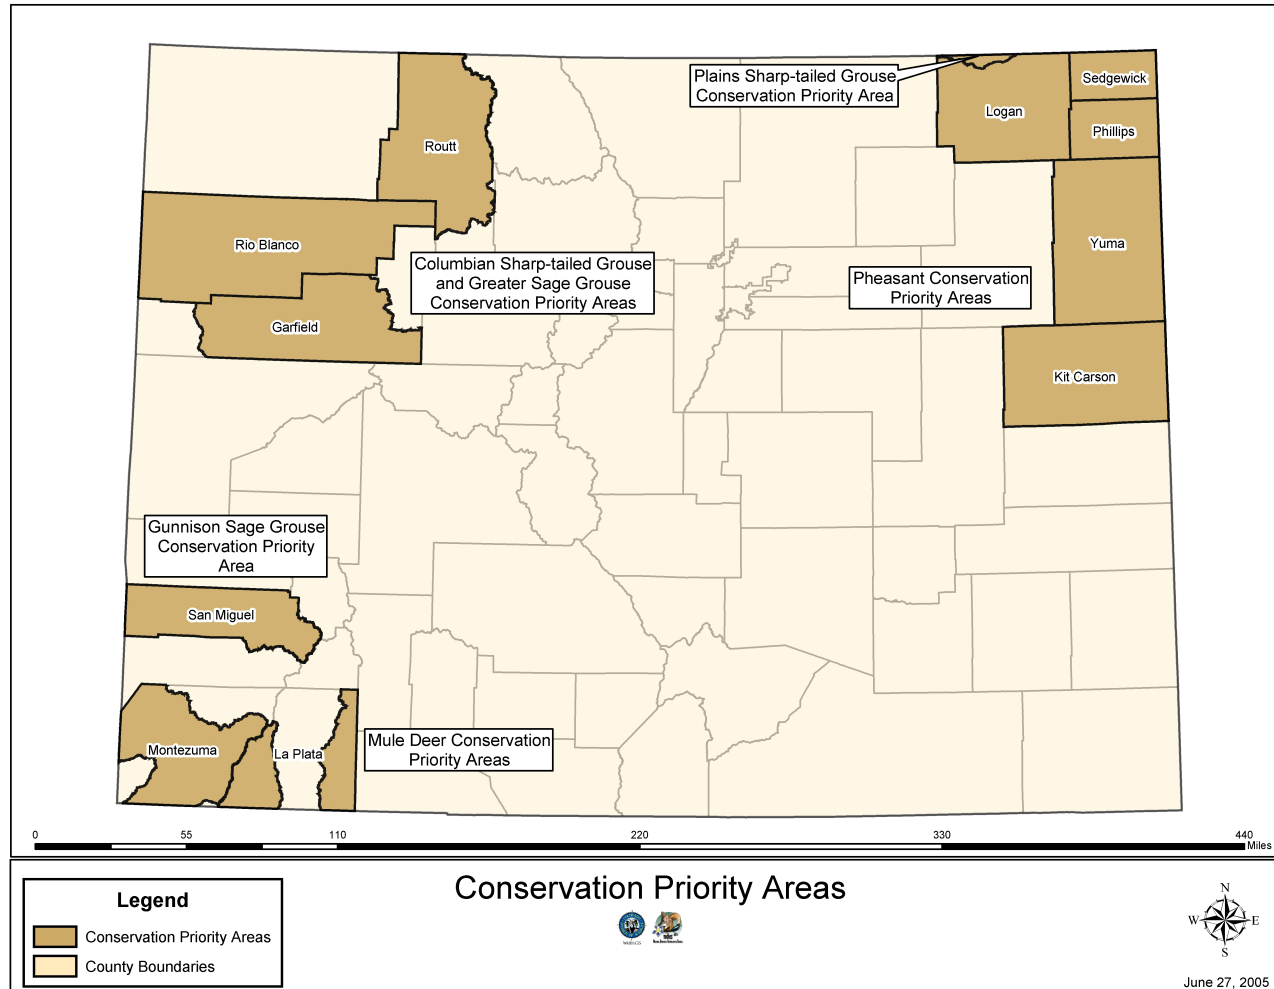 Plains Sharp-tailed Grouse
Conservation Priority Area
Sedgewick
Logan
Phillips
Routt
Rio Blanco
Yuma
Columbian Sharp-tailed Grouse
and Greater Sage Grouse
Conservation Priority Areas
Pheasant Conservation
Priority Areas
Garfield
Kit Carson
Gunnison Sage Grouse
Conservation Priority
Area
San Miguel
Montezuma
La Plata
Mule Deer Conservation
Priority Areas
0 55 110 220 330 440
Miles
Conservation Priority Areas
Legend
Conservation Priority Areas
County Boundaries
N
W E
S
June 27, 2005